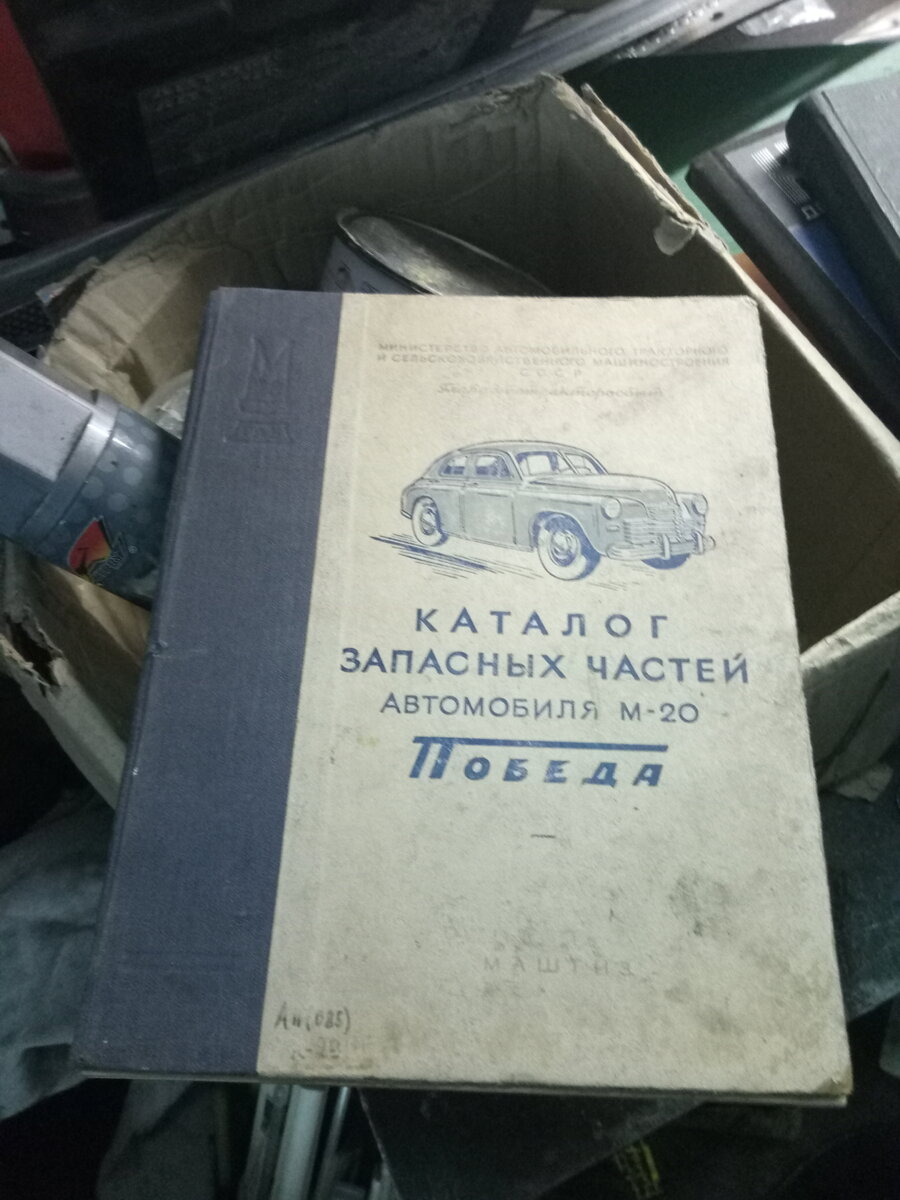 МИНИСТЕРСТВО АВТОМОБИЛЬНОГО, ТРАКТОРНОГО
И СЕЛЬСКОХОЗЯЙСТВЕННОГО МАШИНОСТРОЕНИЯ
СССР
КАТАЛОГ
ЗАПАСНЫХ ЧАСТЕЙ
АВТОМОБИЛЯ М-20
ПОБЕДА
МАШГИЗ